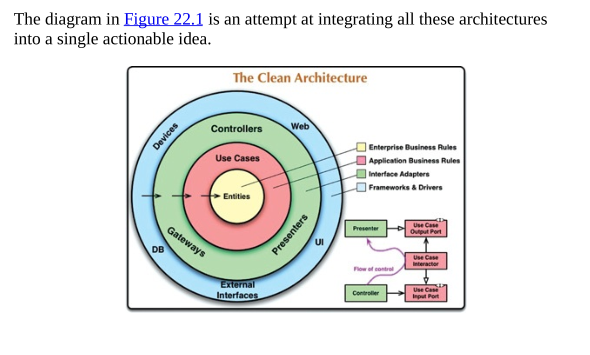 The diagram in Figure 22.1 is an attempt at integrating all these architectures
into a single actionable idea.
The Clean Architecture
Devices
Controllers
Web
Use Cases
Entities
Gateways
Presenters
DB
UI
External
Interfaces
Enterprise Business Rules
Application Business Rules
Interface Adapters
Frameworks & Drivers
Presenter
Use Case
Output Port
Use Case
Interactor
Flow of control
Controller
Use Case
Input Port